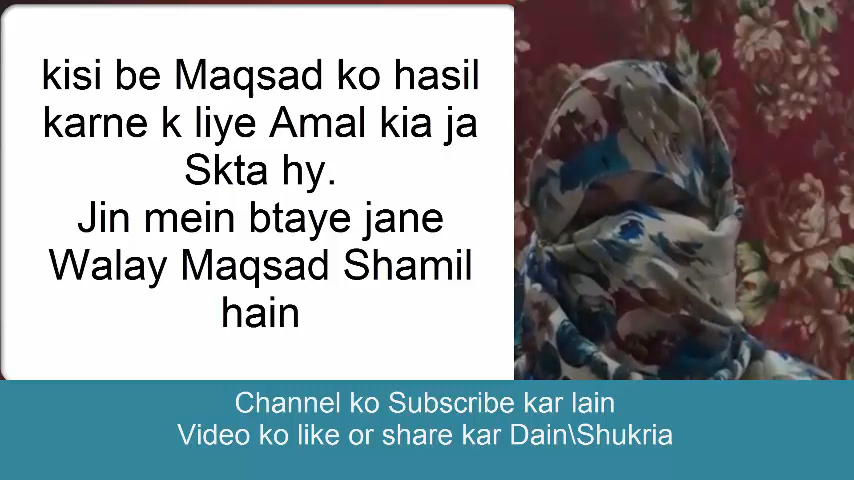 kisi be Maqsad ko hasil
karne k liye Amal kia ja
Skta hy.
Jin mein btaye jane
Walay Maqsad Shamil
hain
Channel ko Subscribe kar lain
Video ko like or share kar Dain\Shukria